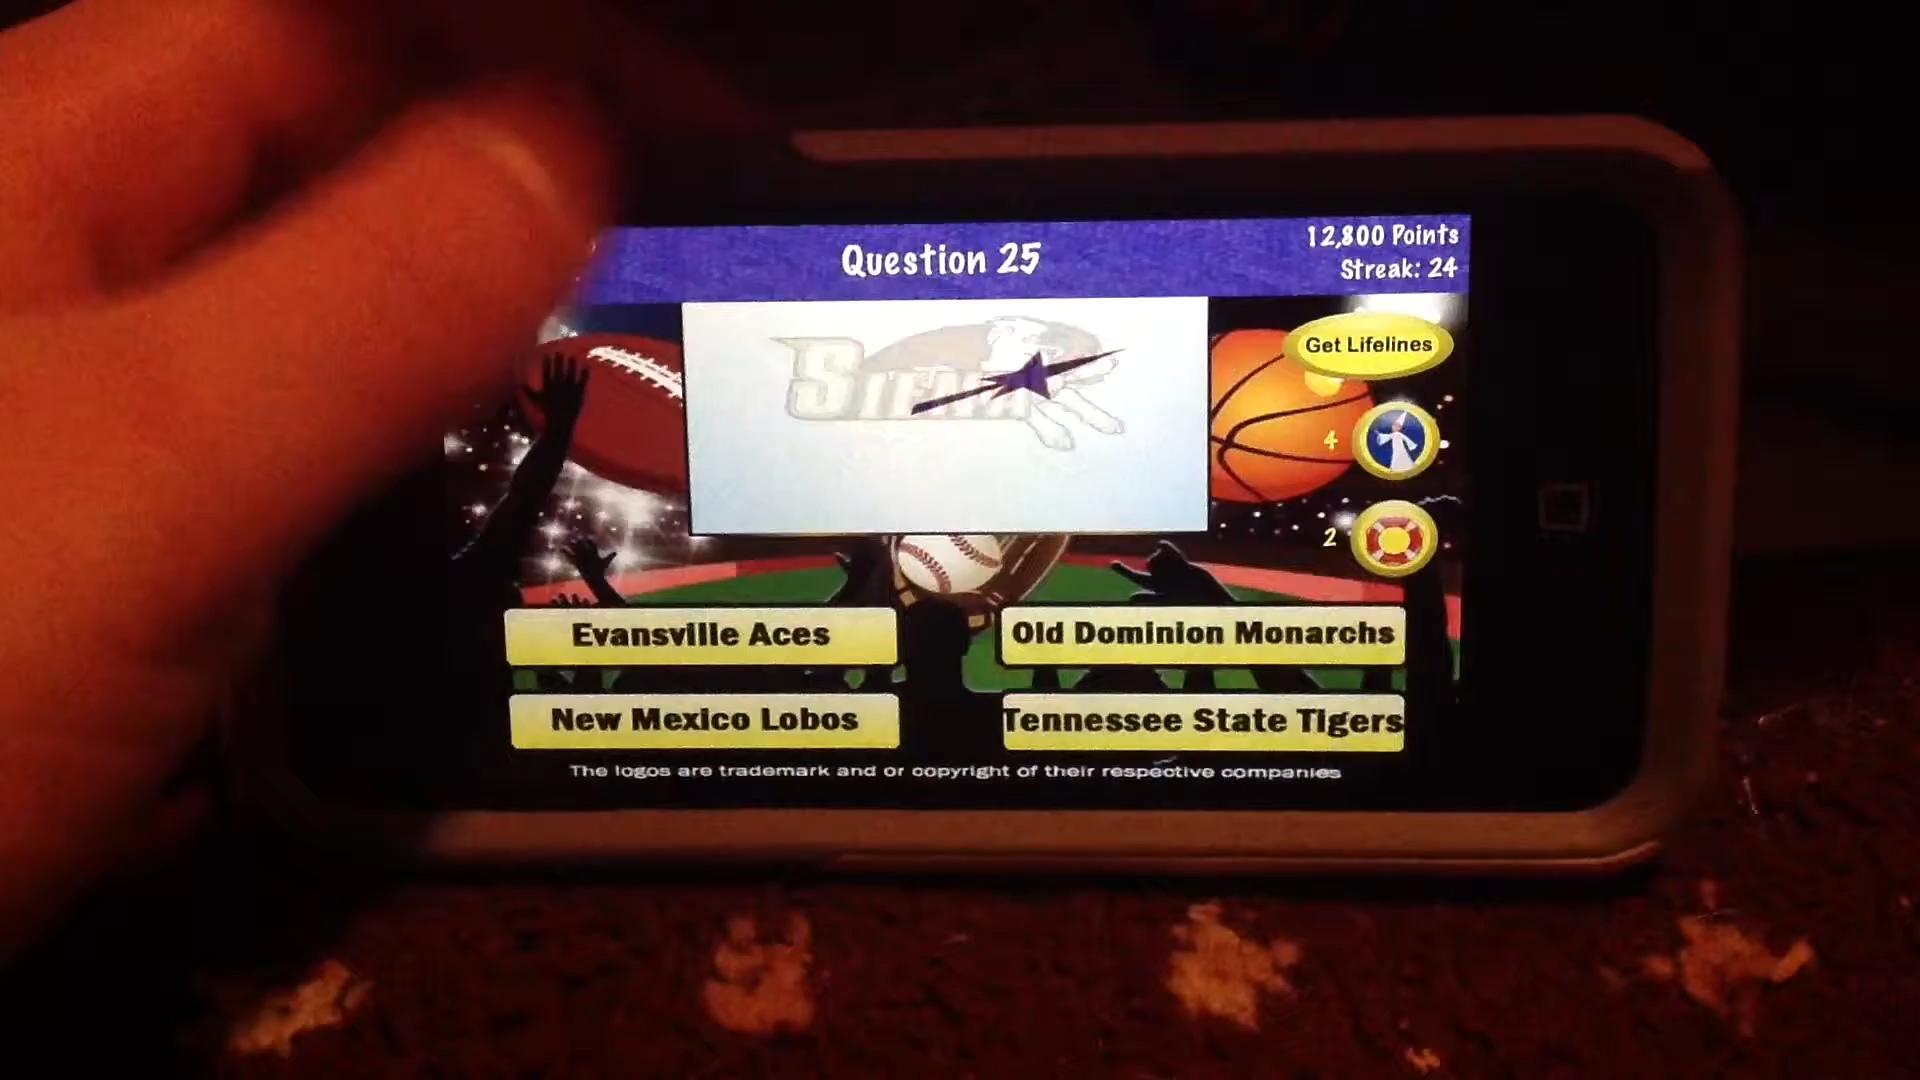 Question 25
12,800 Points
Streak: 24
SIENA
Get Lifelines
4
2
Evansville Aces
Old Dominion Monarchs
New Mexico Lobos
Tennessee State Tigers
The logos are trademark and or copyright of their respective companies